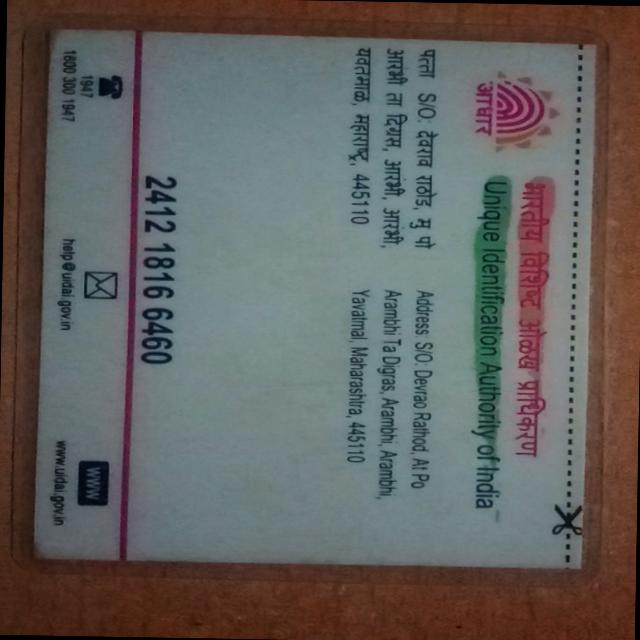 भारतीय विशिष्ट ओळख प्राधिकरण
Unique Identification Authority of India
आधार
पत्ता S/O. देवराव राठोड, मु पो
आरंभी ता दिग्रस, आरंभी, आरंभी,
यवतमाळ, महाराष्ट्र, 445110
Address S/O. Devrao Rathod, At Po
Arambhi Ta Digras, Arambhi, Arambhi,
Yavatmal, Maharashtra, 445110
2412 1816 6460
1947
1800 300 1947
help@uidai.gov.in
www
www.uidai.gov.in